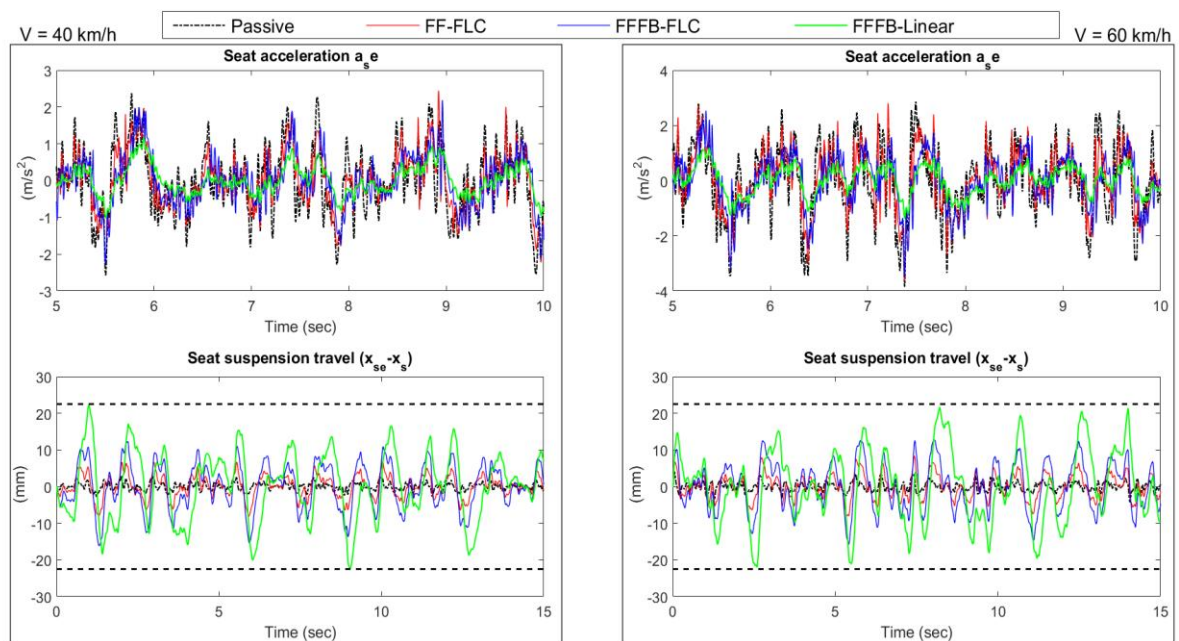 Passive FF-FLC FFFB-FLC FFFB-Linear
V = 40 km/h V = 60 km/h
Seat acceleration a_se
3
2
1
0
-1
-2
-3
(m/s²)
5 6 7 8 9 10
Time (sec)
Seat suspension travel (x_se-x_s)
30
20
10
0
-10
-20
-30
(mm)
0 5 10 15
Time (sec)
Seat acceleration a_se
4
2
0
-2
-4
(m/s²)
5 6 7 8 9 10
Time (sec)
Seat suspension travel (x_se-x_s)
30
20
10
0
-10
-20
-30
(mm)
0 5 10 15
Time (sec)